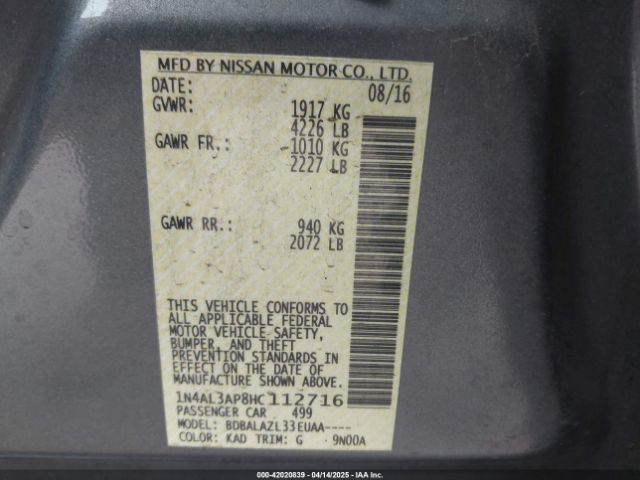 MFD BY NISSAN MOTOR CO., LTD.
DATE: 08/16
GVWR: 1917 KG
4226 LB
GAWR FR.: 1010 KG
2227 LB
GAWR RR.: 940 KG
2072 LB
THIS VEHICLE CONFORMS TO
ALL APPLICABLE FEDERAL
MOTOR VEHICLE SAFETY,
BUMPER, AND THEFT
PREVENTION STANDARDS IN
EFFECT ON THE DATE OF
MANUFACTURE SHOWN ABOVE.
1N4AL3AP8HC112716
PASSENGER CAR 499
MODEL: BDBALAZL33EUAA----
COLOR: KAD TRIM: G 9N00A
000-42020839 - 04/14/2025 - IAAI.COM